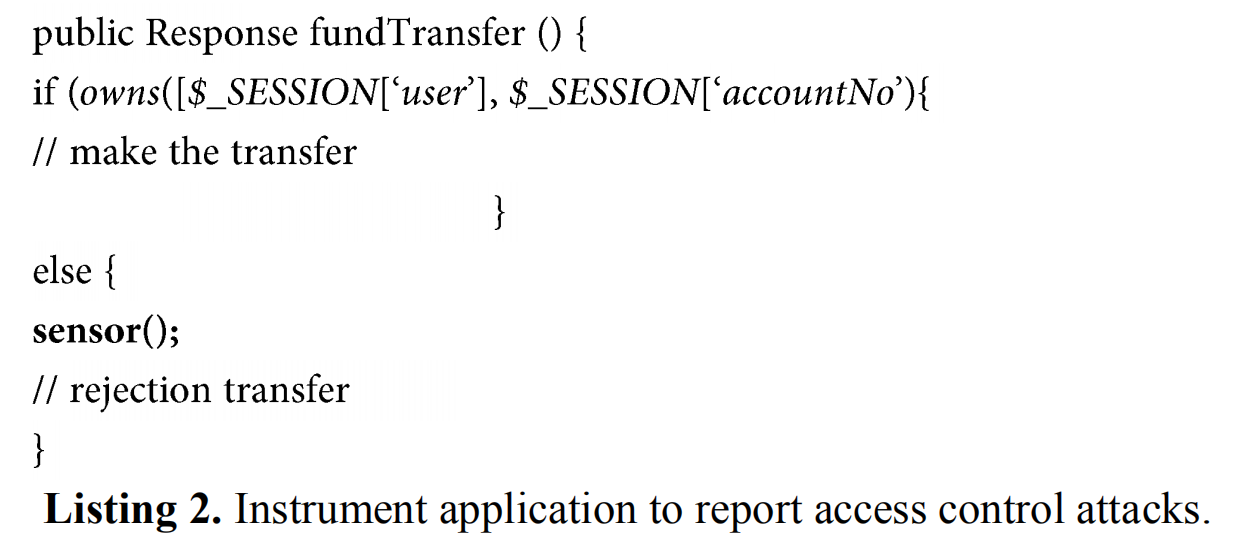 public Response fundTransfer () {
if (owns([$_SESSION[‘user’], $_SESSION[‘accountNo’){
// make the transfer
}
else {
sensor();
// rejection transfer
}
Listing 2. Instrument application to report access control attacks.